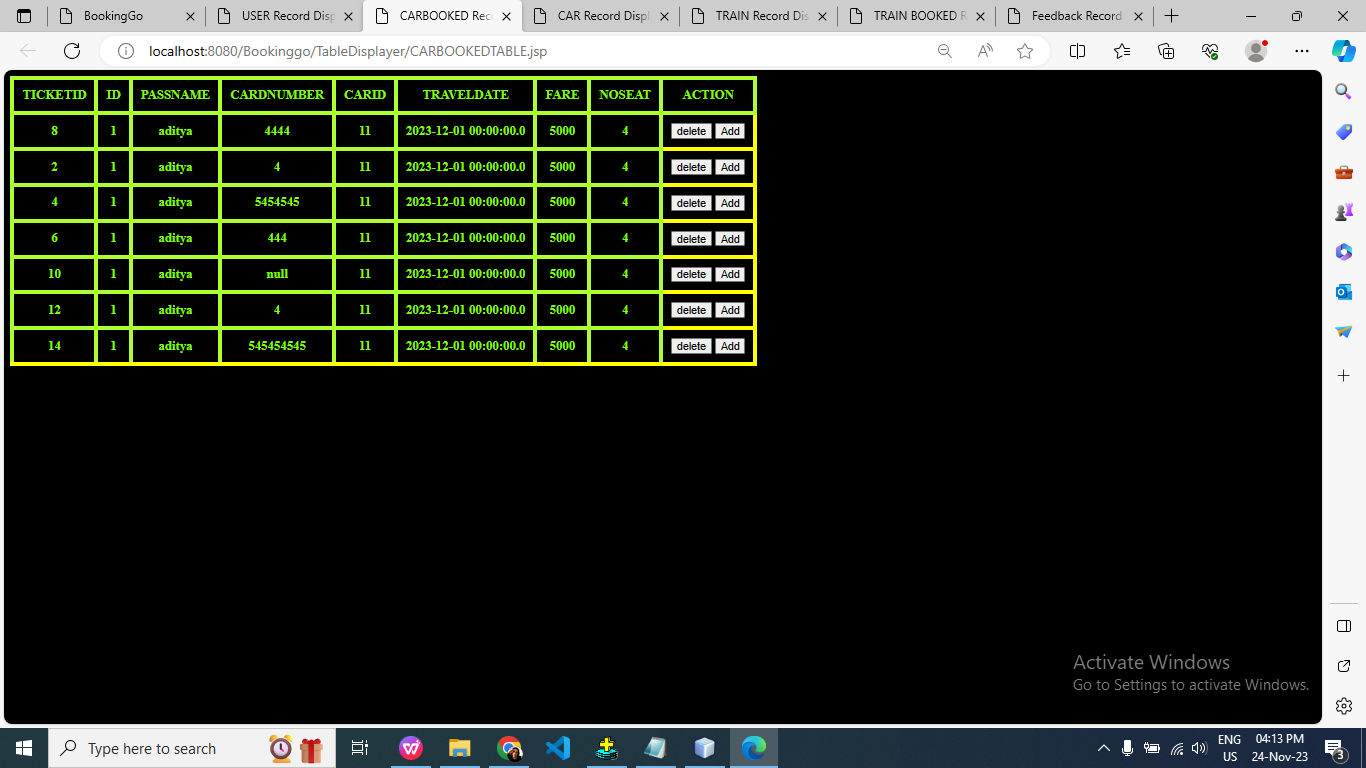 BookingGo
USER Record Disp
CARBOOKED Rec
CAR Record Displ
TRAIN Record Dis
TRAIN BOOKED R
Feedback Record
localhost:8080/Bookinggo/TableDisplayer/CARBOOKEDTABLE.jsp
TICKETID ID PASSNAME CARDNUMBER CARID TRAVELDATE FARE NOSEAT ACTION
8 1 aditya 4444 11 2023-12-01 00:00:00.0 5000 4 delete Add
2 1 aditya 4 11 2023-12-01 00:00:00.0 5000 4 delete Add
4 1 aditya 5454545 11 2023-12-01 00:00:00.0 5000 4 delete Add
6 1 aditya 444 11 2023-12-01 00:00:00.0 5000 4 delete Add
10 1 aditya null 11 2023-12-01 00:00:00.0 5000 4 delete Add
12 1 aditya 4 11 2023-12-01 00:00:00.0 5000 4 delete Add
14 1 aditya 545454545 11 2023-12-01 00:00:00.0 5000 4 delete Add
Activate Windows
Go to Settings to activate Windows.
Type here to search
ENG
US
04:13 PM
24-Nov-23
3